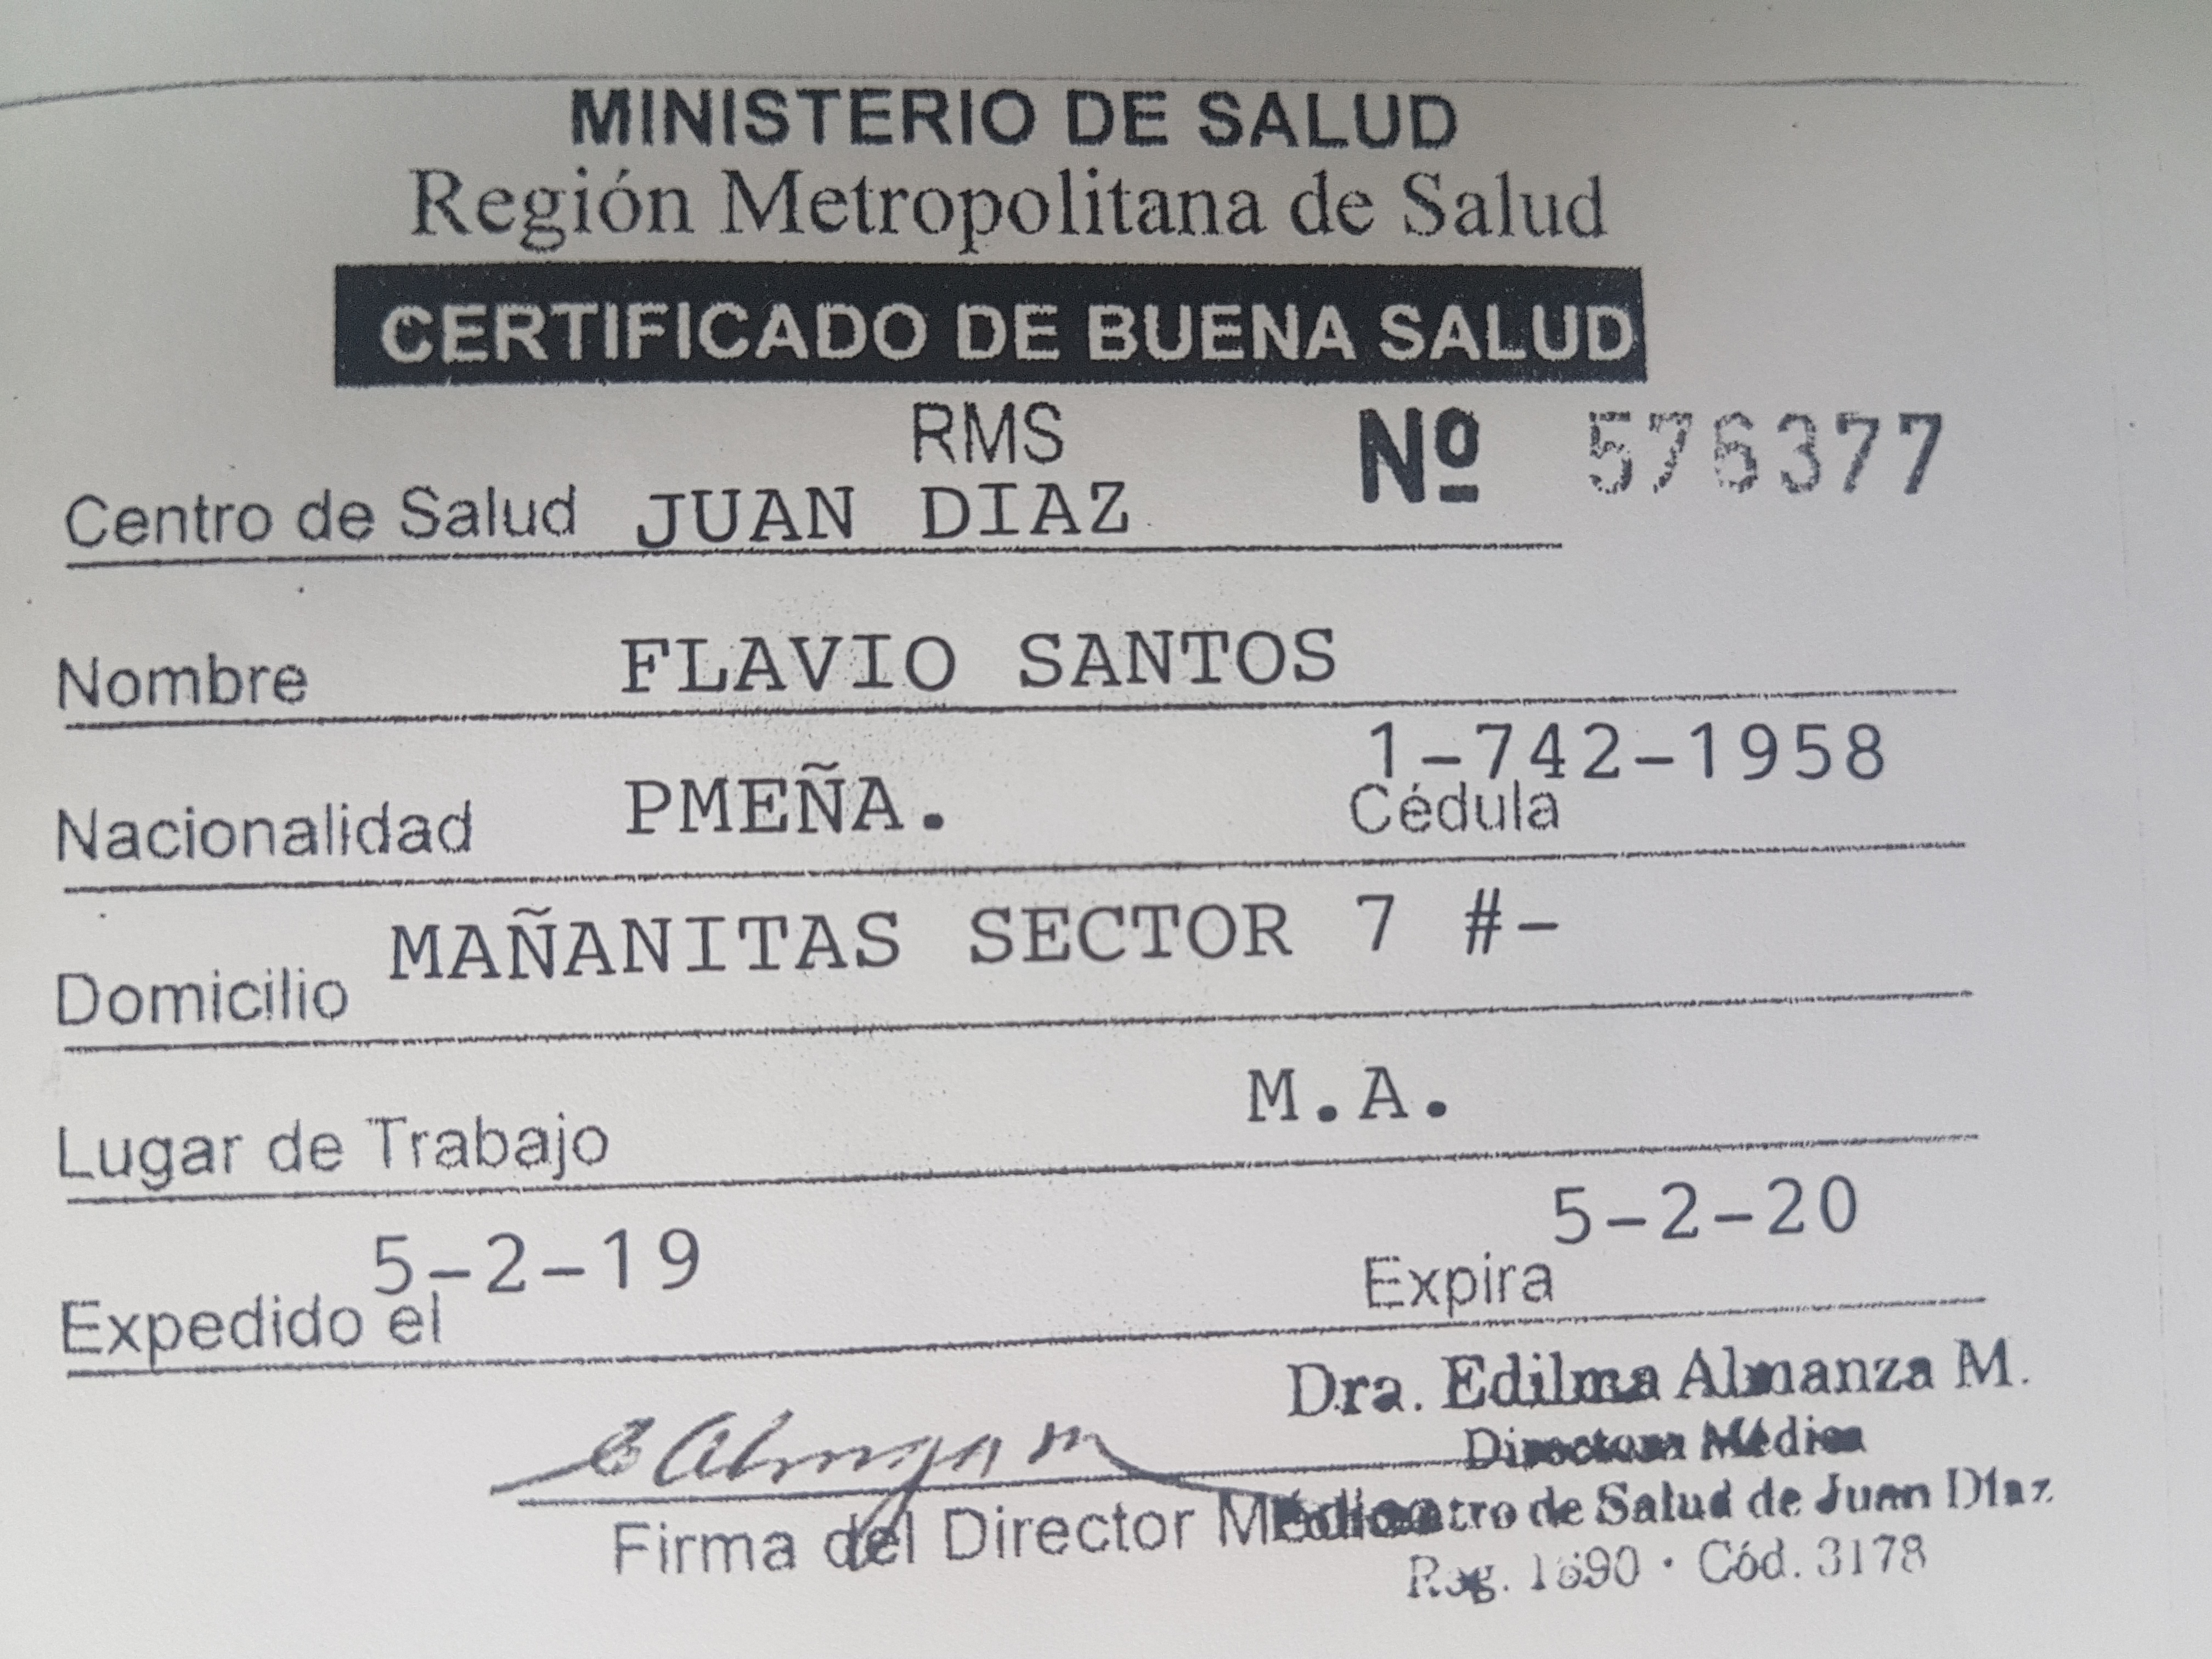 MINISTERIO DE SALUD
Región Metropolitana de Salud
CERTIFICADO DE BUENA SALUD
RMS
Nº 576377
Centro de Salud JUAN DIAZ
Nombre FLAVIO SANTOS
1-742-1958
Nacionalidad PMEÑA. Cédula
Domicilio MAÑANITAS SECTOR 7 #-
Lugar de Trabajo M.A.
5-2-19 5-2-20
Expedido el Expira
Dra. Edilma Almanza M.
Directora Médica
Firma del Director Médico
Centro de Salud de Juan Díaz
Reg. 1690 · Cód. 3178